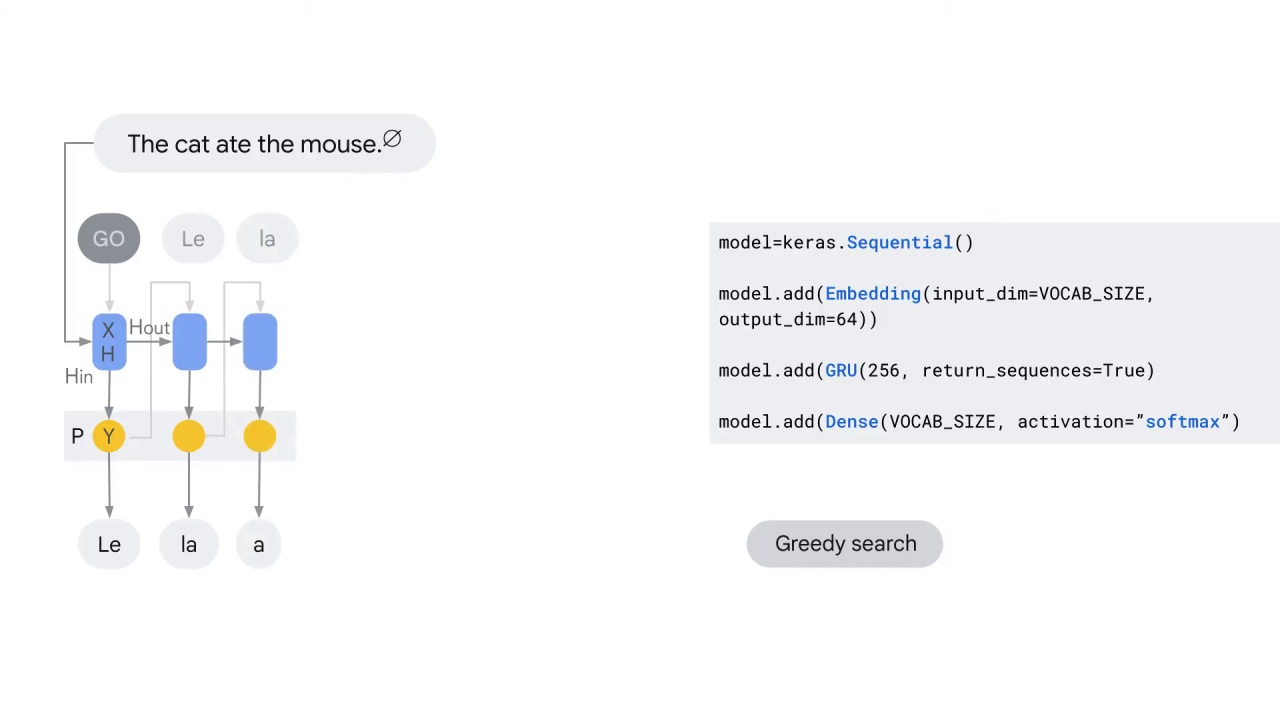 The cat ate the mouse.∅
GO
Le
la
X
H
Hout
Hin
P
Y
Le
la
a
model=keras.Sequential()
model.add(Embedding(input_dim=VOCAB_SIZE,
output_dim=64))
model.add(GRU(256, return_sequences=True)
model.add(Dense(VOCAB_SIZE, activation=”softmax”)
Greedy search